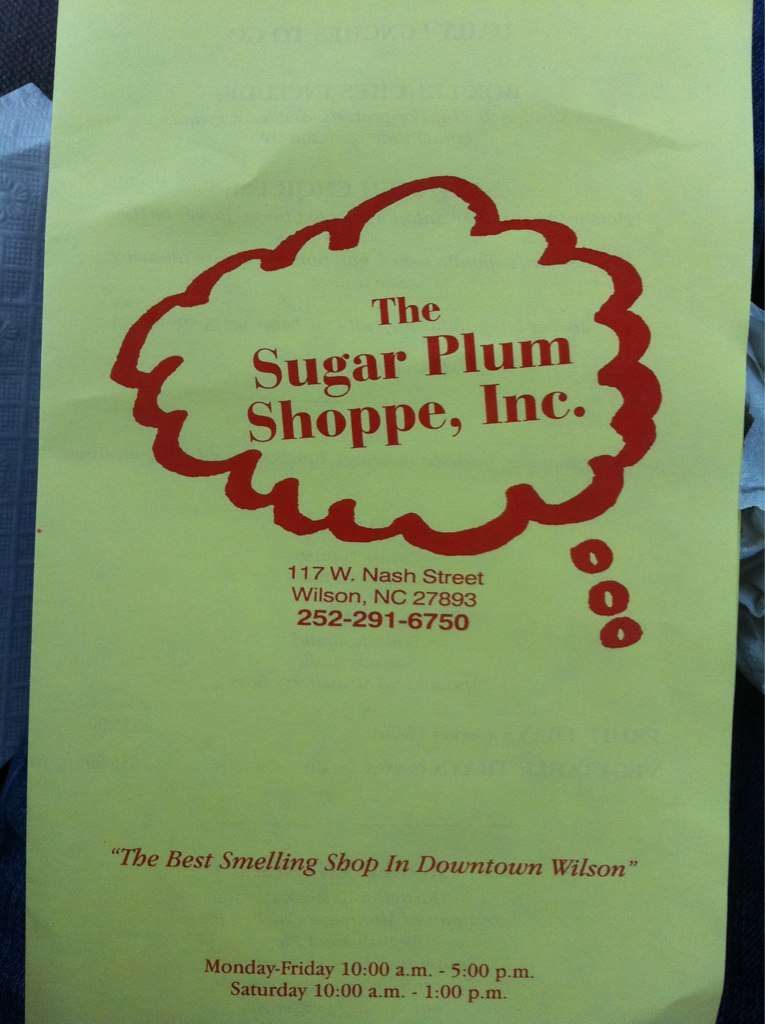 The
Sugar Plum
Shoppe, Inc.
117 W. Nash Street
Wilson, NC 27893
252-291-6750
"The Best Smelling Shop In Downtown Wilson"
Monday-Friday 10:00 a.m. - 5:00 p.m.
Saturday 10:00 a.m. - 1:00 p.m.